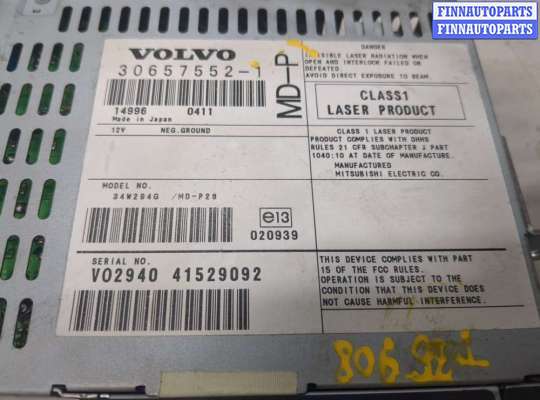 FINNAUTOPARTS
FINNAUTOPARTS
VOLVO
30657552-1
14996 0411
Made in Japan
MD-P
12V NEG.GROUND
MODEL NO.
34W294G /MD-P29
e13
020939
SERIAL NO.
VO2940 41529092
DANGER
INVISIBLE LASER RADIATION WHEN
OPEN AND INTERLOCK FAILED OR
DEFEATED.
AVOID DIRECT EXPOSURE TO BEAM.
CLASS1
LASER PRODUCT
CLASS 1 LASER PRODUCT
PRODUCT COMPLIES WITH DHHS
RULES 21 CFR SUBCHAPTER J PART
1040:10 AT DATE OF MANUFACTURE.
MANUFACTURED
MITSUBISHI ELECTRIC CO.
THIS DEVICE COMPLIES WITH PART
15 OF THE FCC RULES.
OPERATION IS SUBJECT TO THE
CONDITION THAT THIS DEVICE DOES
NOT CAUSE HARMFUL INTERFERENCE.